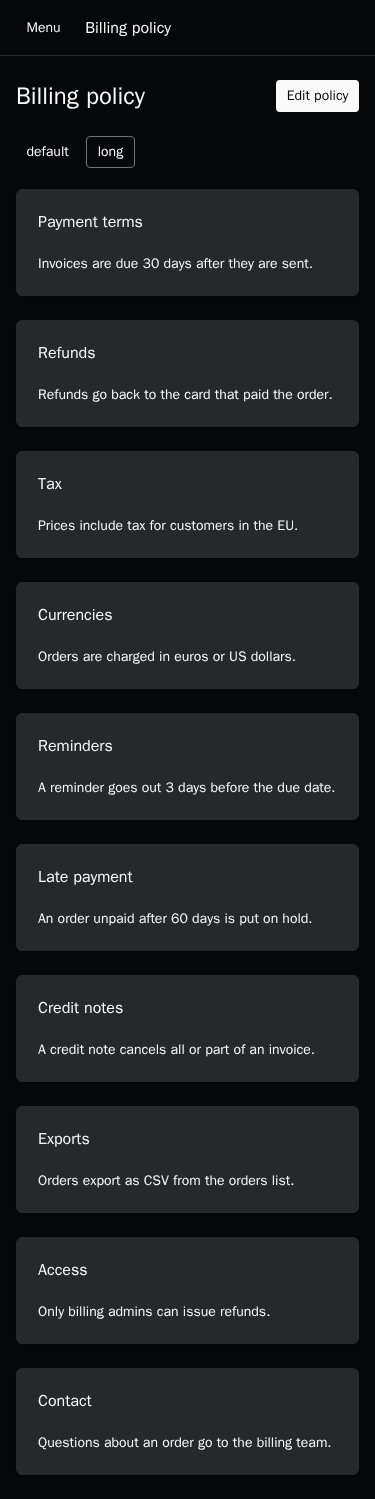 Menu Billing policy
Billing policy Edit policy
default long
Payment terms
Invoices are due 30 days after they are sent.
Refunds
Refunds go back to the card that paid the order.
Tax
Prices include tax for customers in the EU.
Currencies
Orders are charged in euros or US dollars.
Reminders
A reminder goes out 3 days before the due date.
Late payment
An order unpaid after 60 days is put on hold.
Credit notes
A credit note cancels all or part of an invoice.
Exports
Orders export as CSV from the orders list.
Access
Only billing admins can issue refunds.
Contact
Questions about an order go to the billing team.